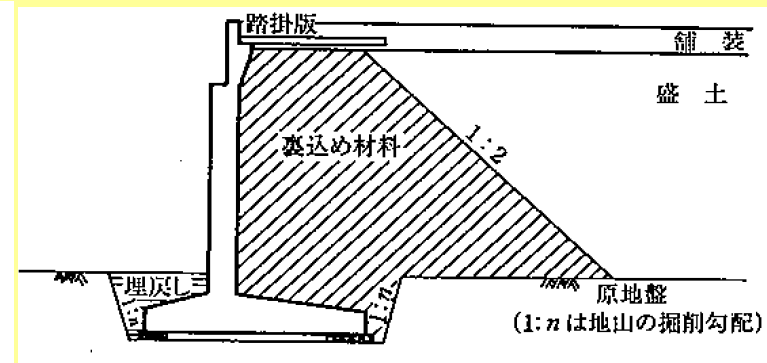 踏掛版
舗装
盛土
1:2
裏込め材料
埋戻し
1:n
1:n
原地盤
(1:nは地山の掘削勾配)